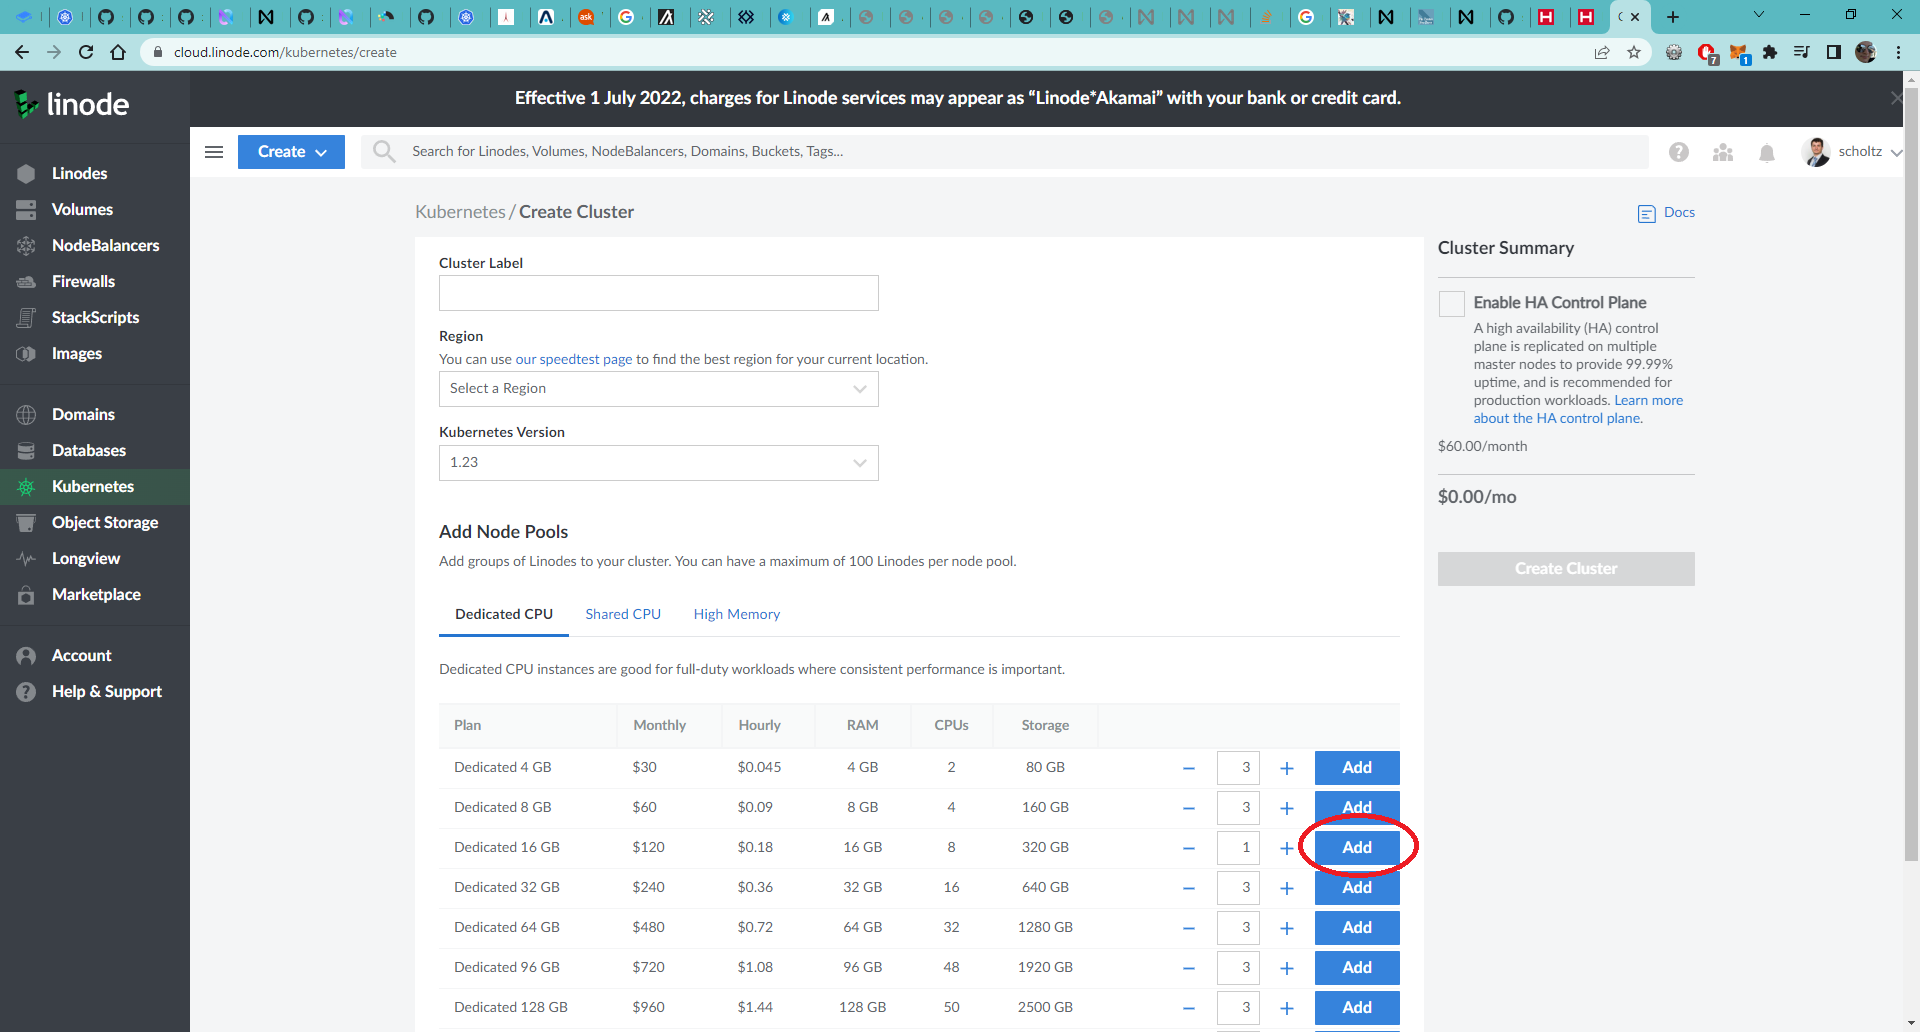 cloud.linode.com/kubernetes/create
7
1
linode
Effective 1 July 2022, charges for Linode services may appear as “Linode*Akamai” with your bank or credit card.
Create
Search for Linodes, Volumes, NodeBalancers, Domains, Buckets, Tags...
scholtz
Linodes
Volumes
NodeBalancers
Firewalls
StackScripts
Images
Domains
Databases
Kubernetes
Object Storage
Longview
Marketplace
Account
Help & Support
Kubernetes / Create Cluster
Docs
Cluster Label
Region
You can use our speedtest page to find the best region for your current location.
Select a Region
Kubernetes Version
1.23
Add Node Pools
Add groups of Linodes to your cluster. You can have a maximum of 100 Linodes per node pool.
Dedicated CPU Shared CPU High Memory
Dedicated CPU instances are good for full-duty workloads where consistent performance is important.
Plan Monthly Hourly RAM CPUs Storage
Dedicated 4 GB $30 $0.045 4 GB 2 80 GB − 3 + Add
Dedicated 8 GB $60 $0.09 8 GB 4 160 GB − 3 + Add
Dedicated 16 GB $120 $0.18 16 GB 8 320 GB − 1 + Add
Dedicated 32 GB $240 $0.36 32 GB 16 640 GB − 3 + Add
Dedicated 64 GB $480 $0.72 64 GB 32 1280 GB − 3 + Add
Dedicated 96 GB $720 $1.08 96 GB 48 1920 GB − 3 + Add
Dedicated 128 GB $960 $1.44 128 GB 50 2500 GB − 3 + Add
Cluster Summary
Enable HA Control Plane
A high availability (HA) control
plane is replicated on multiple
master nodes to provide 99.99%
uptime, and is recommended for
production workloads. Learn more
about the HA control plane.
$60.00/month
$0.00/mo
Create Cluster